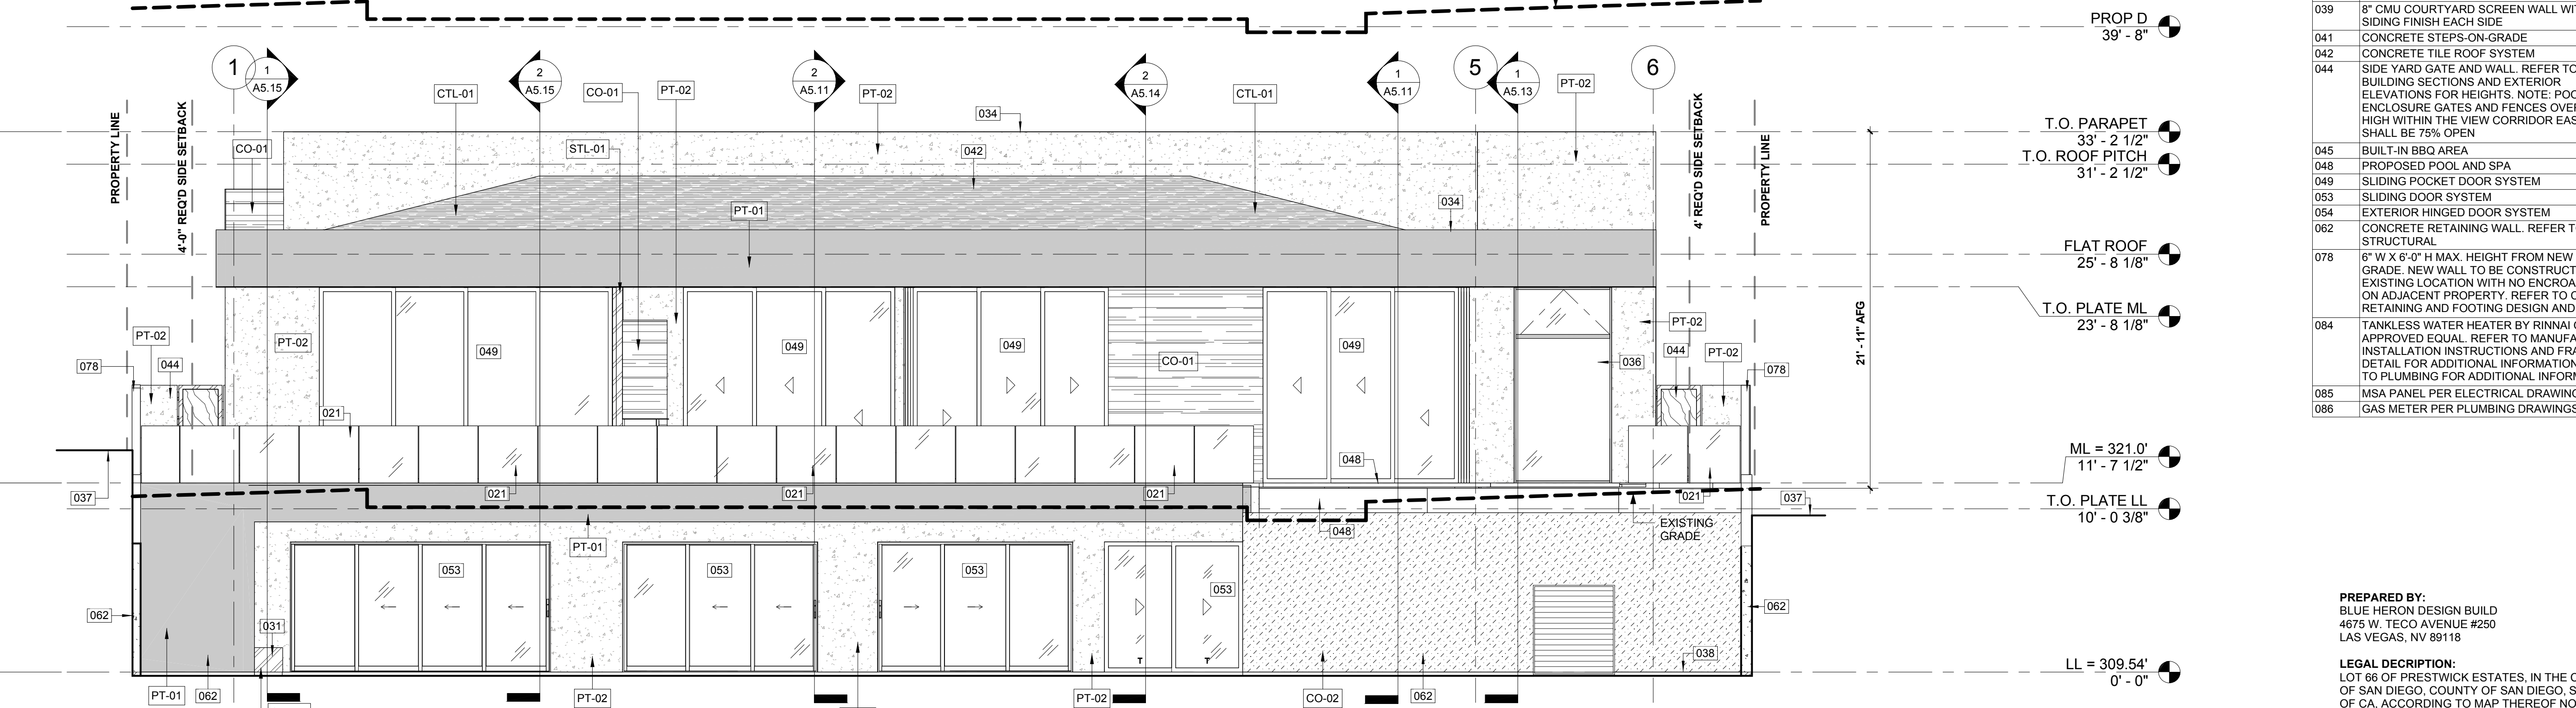 PROP D
39' - 8"
1
1
A5.15
2
A5.15
2
A5.11
2
A5.14
1
A5.11
5
1
A5.13
6
CTL-01
CO-01
PT-02
PT-02
CTL-01
PT-02
034
PROPERTY LINE
4'-0" REQ'D SIDE SETBACK
CO-01
STL-01
042
4' REQ'D SIDE SETBACK
PROPERTY LINE
T.O. PARAPET
33' - 2 1/2"
T.O. ROOF PITCH
31' - 2 1/2"
PT-01
034
FLAT ROOF
25' - 8 1/8"
T.O. PLATE ML
23' - 8 1/8"
21' -11" AFG
PT-02
044
078
PT-02
049
049
049
CO-01
049
036
PT-02
044
PT-02
078
021
048
ML = 321.0'
11' - 7 1/2"
037
021
021
021
021
037
T.O. PLATE LL
10' - 0 3/8"
PT-01
048
EXISTING
GRADE
053
053
053
053
062
031
T
T
062
038
LL = 309.54'
0' - 0"
PT-01
062
PT-02
PT-02
CO-02
062
039
8" CMU COURTYARD SCREEN WALL WI
SIDING FINISH EACH SIDE
041
CONCRETE STEPS-ON-GRADE
042
CONCRETE TILE ROOF SYSTEM
044
SIDE YARD GATE AND WALL. REFER TO
BUILDING SECTIONS AND EXTERIOR
ELEVATIONS FOR HEIGHTS. NOTE: POO
ENCLOSURE GATES AND FENCES OVE
HIGH WITHIN THE VIEW CORRIDOR EAS
SHALL BE 75% OPEN
045
BUILT-IN BBQ AREA
048
PROPOSED POOL AND SPA
049
SLIDING POCKET DOOR SYSTEM
053
SLIDING DOOR SYSTEM
054
EXTERIOR HINGED DOOR SYSTEM
062
CONCRETE RETAINING WALL. REFER T
STRUCTURAL
078
6" W X 6'-0" H MAX. HEIGHT FROM NEW
GRADE. NEW WALL TO BE CONSTRUCT
EXISTING LOCATION WITH NO ENCROA
ON ADJACENT PROPERTY. REFER TO C
RETAINING AND FOOTING DESIGN AND
084
TANKLESS WATER HEATER BY RINNAI
APPROVED EQUAL. REFER TO MANUFA
INSTALLATION INSTRUCTIONS AND FRA
DETAIL FOR ADDITIONAL INFORMATION
TO PLUMBING FOR ADDITIONAL INFOR
085
MSA PANEL PER ELECTRICAL DRAWING
086
GAS METER PER PLUMBING DRAWINGS
PREPARED BY:
BLUE HERON DESIGN BUILD
4675 W. TECO AVENUE #250
LAS VEGAS, NV 89118
LEGAL DECRIPTION:
LOT 66 OF PRESTWICK ESTATES, IN THE C
OF SAN DIEGO, COUNTY OF SAN DIEGO, S
OF CA. ACCORDING TO MAP THEREOF NO